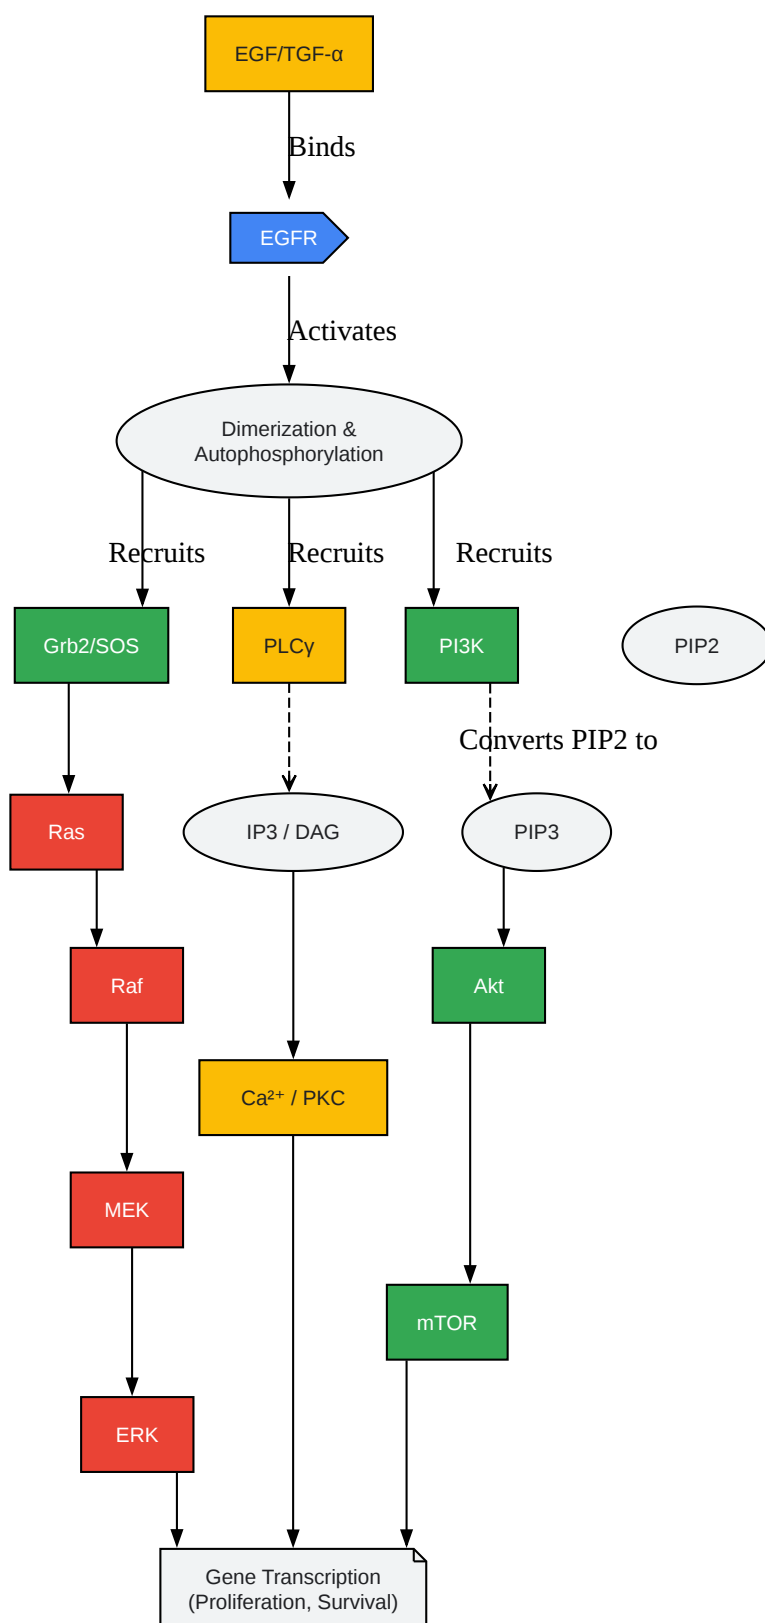 EGF/TGF-α
Binds
EGFR
Activates
Dimerization &
Autophosphorylation
Recruits
Recruits
Recruits
Grb2/SOS
PLCγ
PI3K
PIP2
Converts PIP2 to
Ras
IP3 / DAG
PIP3
Raf
Akt
Ca²⁺ / PKC
MEK
mTOR
ERK
Gene Transcription
(Proliferation, Survival)